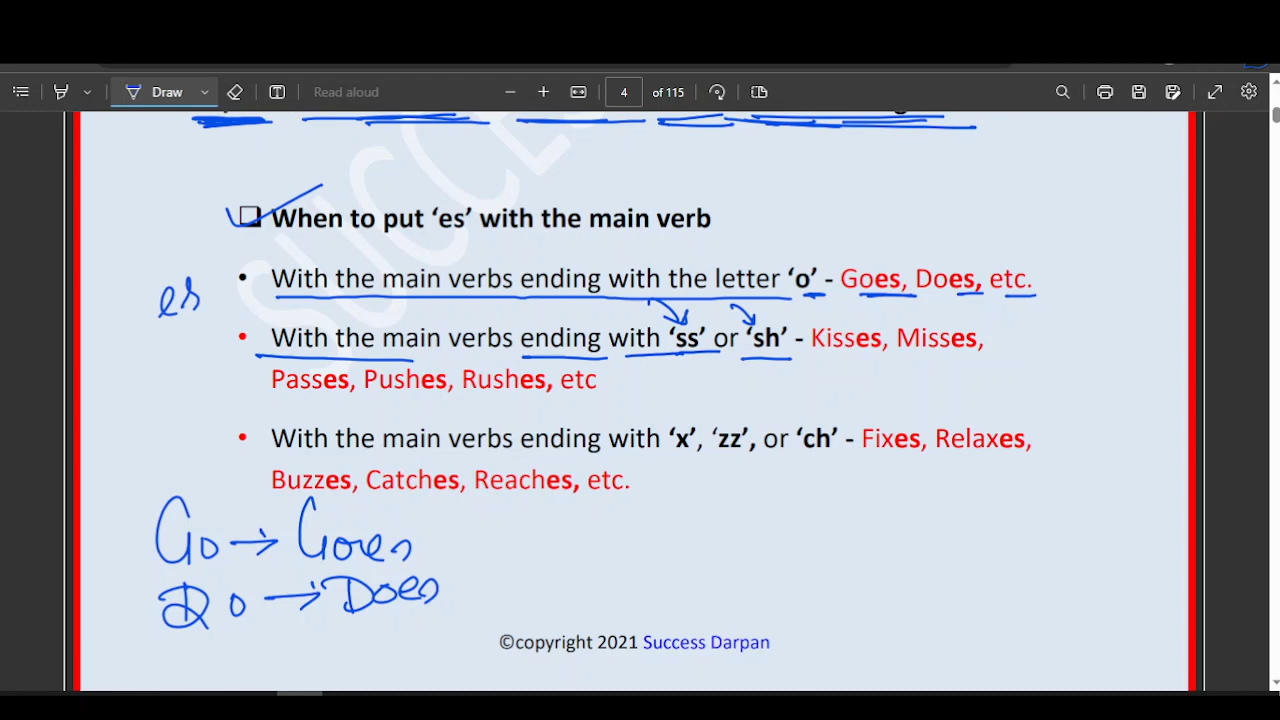 Draw
Read aloud
4 of 115
SUCCES
When to put ‘es’ with the main verb
• With the main verbs ending with the letter ‘o’ - Goes, Does, etc.
es
• With the main verbs ending with ‘ss’ or ‘sh’ - Kisses, Misses,
Passes, Pushes, Rushes, etc
• With the main verbs ending with ‘x’, ‘zz’, or ‘ch’ - Fixes, Relaxes,
Buzzes, Catches, Reaches, etc.
Go → Goes
Do → Does
©copyright 2021 Success Darpan